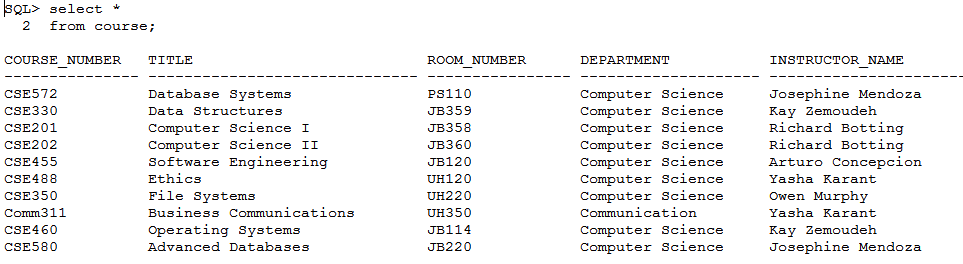 SQL> select *
  2  from course;
COURSE_NUMBER   TITLE                          ROOM_NUMBER      DEPARTMENT           INSTRUCTOR_NAME
--------------- ------------------------------ ---------------- -------------------- ----------------------
CSE572          Database Systems               PS110            Computer Science     Josephine Mendoza
CSE330          Data Structures                JB359            Computer Science     Kay Zemoudeh
CSE201          Computer Science I             JB358            Computer Science     Richard Botting
CSE202          Computer Science II            JB360            Computer Science     Richard Botting
CSE455          Software Engineering           JB120            Computer Science     Arturo Concepcion
CSE488          Ethics                         UH120            Computer Science     Yasha Karant
CSE350          File Systems                   UH220            Computer Science     Owen Murphy
Comm311         Business Communications        UH350            Communication        Yasha Karant
CSE460          Operating Systems              JB114            Computer Science     Kay Zemoudeh
CSE580          Advanced Databases             JB220            Computer Science     Josephine Mendoza